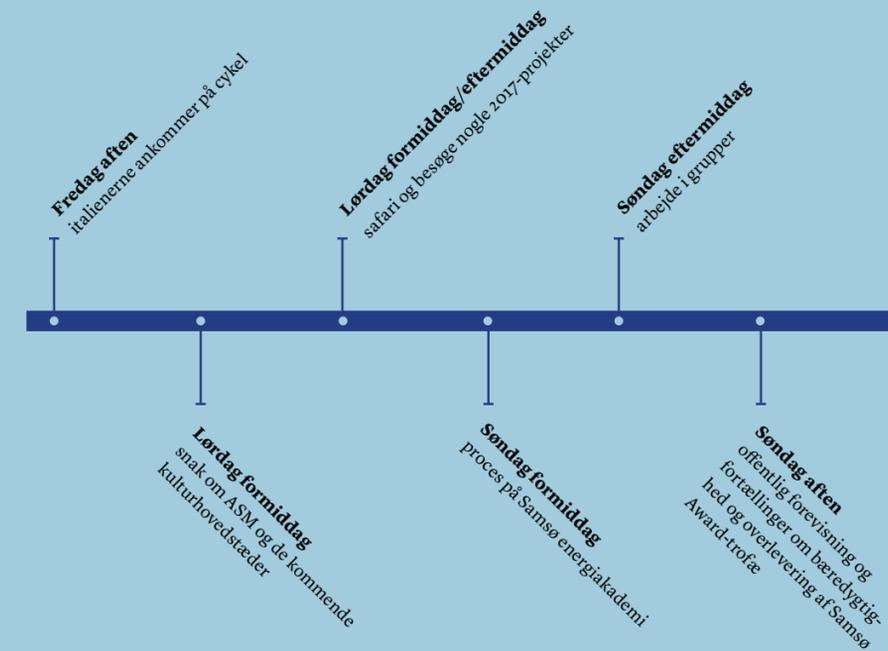 Fredag aften
italienerne ankommer på cykel
Lørdag formiddag
snak om ASM og de kommende
kulturhovedstæder
Lørdag formiddag/eftermiddag
safari og besøge nogle 2017-projekter
Søndag formiddag
proces på Samsø energiakademi
Søndag eftermiddag
arbejde i grupper
Søndag aften
offentlig forevisning og
fortællinger om bæredygtig-
hed og overlevering af Samsø
Award-trofæ